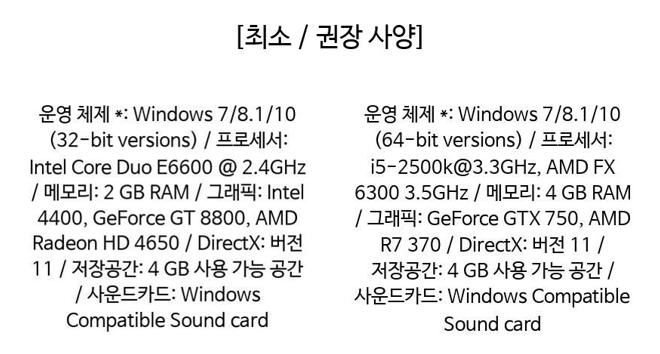 [최소 / 권장 사양]
운영 체제 *: Windows 7/8.1/10
(32-bit versions) / 프로세서:
Intel Core Duo E6600 @ 2.4GHz
/ 메모리: 2 GB RAM / 그래픽: Intel
4400, GeForce GT 8800, AMD
Radeon HD 4650 / DirectX: 버전
11 / 저장공간: 4 GB 사용 가능 공간
/ 사운드카드: Windows
Compatible Sound card
운영 체제 *: Windows 7/8.1/10
(64-bit versions) / 프로세서:
i5-2500k@3.3GHz, AMD FX
6300 3.5GHz / 메모리: 4 GB RAM
/ 그래픽: GeForce GTX 750, AMD
R7 370 / DirectX: 버전 11 /
저장공간: 4 GB 사용 가능 공간 /
사운드카드: Windows Compatible
Sound card